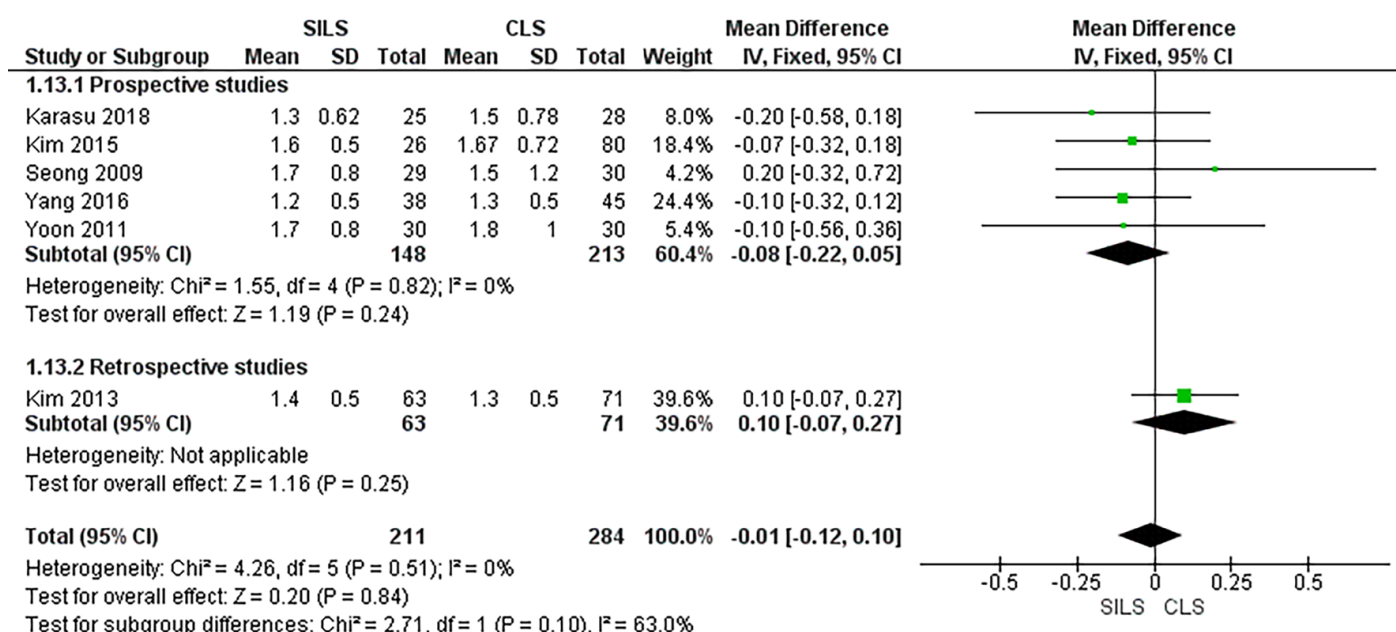 SILS CLS Mean Difference Mean Difference
Study or Subgroup Mean SD Total Mean SD Total Weight IV, Fixed, 95% CI IV, Fixed, 95% CI
1.13.1 Prospective studies
Karasu 2018 1.3 0.62 25 1.5 0.78 28 8.0% -0.20 [-0.58, 0.18]
Kim 2015 1.6 0.5 26 1.67 0.72 80 18.4% -0.07 [-0.32, 0.18]
Seong 2009 1.7 0.8 29 1.5 1.2 30 4.2% 0.20 [-0.32, 0.72]
Yang 2016 1.2 0.5 38 1.3 0.5 45 24.4% -0.10 [-0.32, 0.12]
Yoon 2011 1.7 0.8 30 1.8 1 30 5.4% -0.10 [-0.56, 0.36]
Subtotal (95% CI) 148 213 60.4% -0.08 [-0.22, 0.05]
Heterogeneity: Chi² = 1.55, df = 4 (P = 0.82); I² = 0%
Test for overall effect: Z = 1.19 (P = 0.24)
1.13.2 Retrospective studies
Kim 2013 1.4 0.5 63 1.3 0.5 71 39.6% 0.10 [-0.07, 0.27]
Subtotal (95% CI) 63 71 39.6% 0.10 [-0.07, 0.27]
Heterogeneity: Not applicable
Test for overall effect: Z = 1.16 (P = 0.25)
Total (95% CI) 211 284 100.0% -0.01 [-0.12, 0.10]
Heterogeneity: Chi² = 4.26, df = 5 (P = 0.51); I² = 0%
Test for overall effect: Z = 0.20 (P = 0.84)
Test for subgroup differences: Chi² = 2.71, df = 1 (P = 0.10), I² = 63.0%
-0.5 -0.25 0 0.25 0.5
SILS CLS